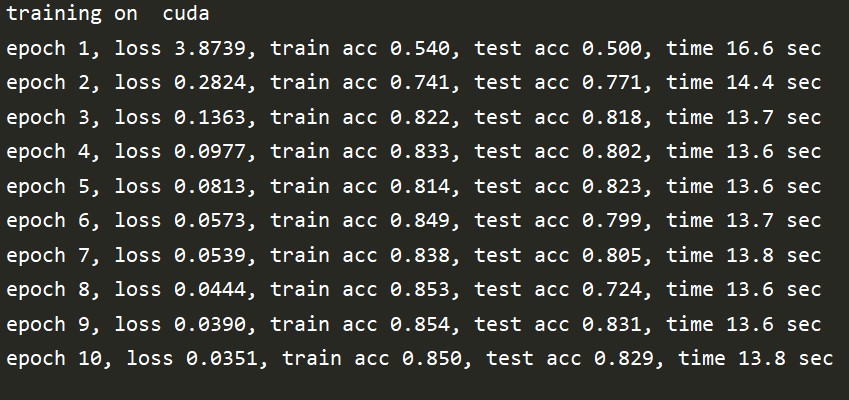 training on  cuda
epoch 1, loss 3.8739, train acc 0.540, test acc 0.500, time 16.6 sec
epoch 2, loss 0.2824, train acc 0.741, test acc 0.771, time 14.4 sec
epoch 3, loss 0.1363, train acc 0.822, test acc 0.818, time 13.7 sec
epoch 4, loss 0.0977, train acc 0.833, test acc 0.802, time 13.6 sec
epoch 5, loss 0.0813, train acc 0.814, test acc 0.823, time 13.6 sec
epoch 6, loss 0.0573, train acc 0.849, test acc 0.799, time 13.7 sec
epoch 7, loss 0.0539, train acc 0.838, test acc 0.805, time 13.8 sec
epoch 8, loss 0.0444, train acc 0.853, test acc 0.724, time 13.6 sec
epoch 9, loss 0.0390, train acc 0.854, test acc 0.831, time 13.6 sec
epoch 10, loss 0.0351, train acc 0.850, test acc 0.829, time 13.8 sec